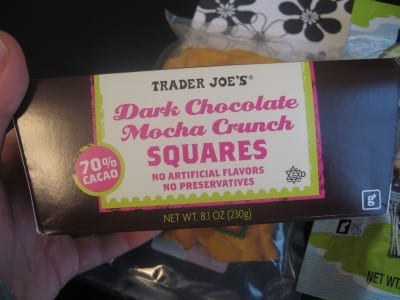 TRADER JOE'S®
Dark Chocolate
Mocha Crunch
SQUARES
70%
CACAO
NO ARTIFICIAL FLAVORS
NO PRESERVATIVES
NET WT. 8.1 OZ (230g)
g
NET WT